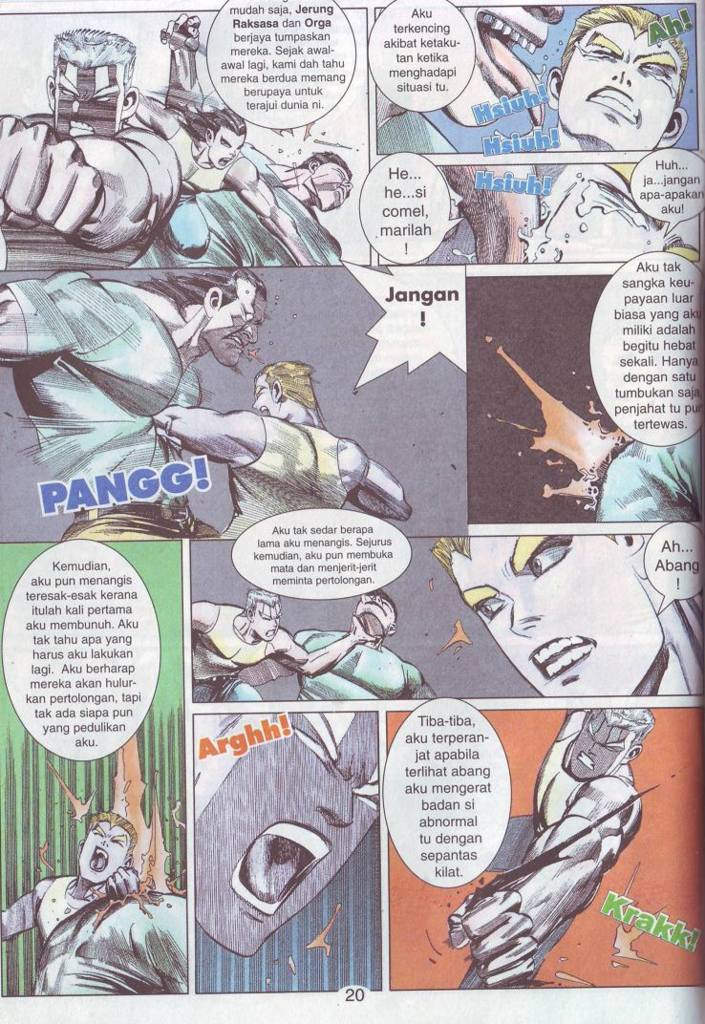 mudah saja, Jerung
Raksasa dan Orga
berjaya tumpaskan
mereka. Sejak awal-
awal lagi, kami dah tahu
mereka berdua memang
berupaya untuk
terajui dunia ni.
Aku
terkencing
akibat ketaku-
tan ketika
menghadapi
situasi tu.
Ah!
Hsiuh!
Hsiuh!
Hsiuh!
He...
he...si
comel,
marilah
!
Huh...
ja...jangan
apa-apakan
aku!
Jangan
!
PANGG!
Aku tak
sangka keu-
payaan luar
biasa yang aku
miliki adalah
begitu hebat
sekali. Hanya
dengan satu
tumbukan saja,
penjahat tu pun
tertewas.
Kemudian,
aku pun menangis
teresak-esak kerana
itulah kali pertama
aku membunuh. Aku
tak tahu apa yang
harus aku lakukan
lagi. Aku berharap
mereka akan hulur-
kan pertolongan, tapi
tak ada siapa pun
yang pedulikan
aku.
Aku tak sedar berapa
lama aku menangis. Sejurus
kemudian, aku pun membuka
mata dan menjerit-jerit
meminta pertolongan.
Ah...
Abang
!
Arghh!
Tiba-tiba,
aku terperan-
jat apabila
terlihat abang
aku mengerat
badan si
abnormal
tu dengan
sepantas
kilat.
Krakk!
20